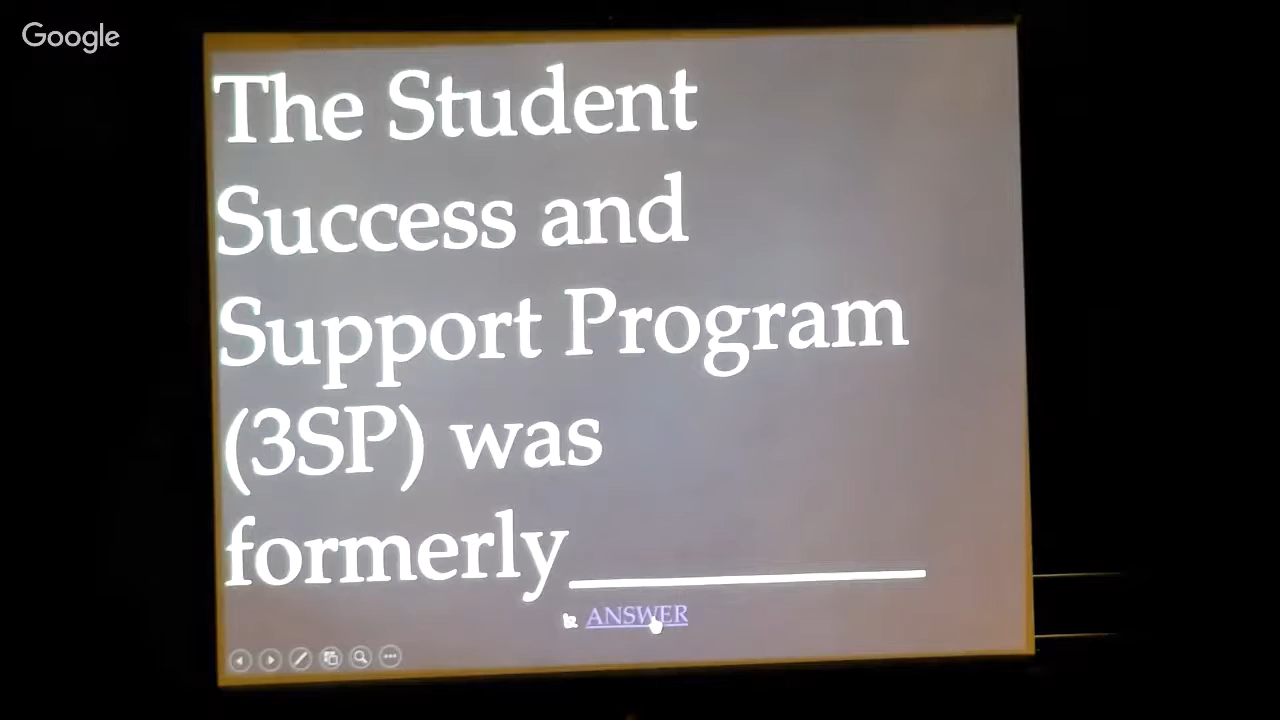 Google
The Student
Success and
Support Program
(3SP) was
formerly__________
ANSWER